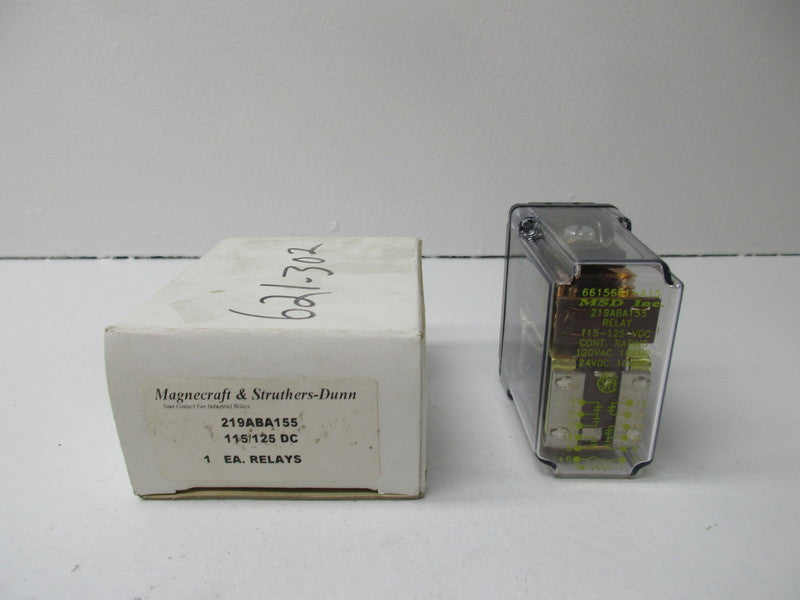 621-302
Magnecraft & Struthers-Dunn
Your Contact For Industrial Relays
219ABA155
115/125 DC
1 EA. RELAYS
MSD Inc.
219ABA155
RELAY
115-125 VDC
CONT. RATING
120VAC
24VDC